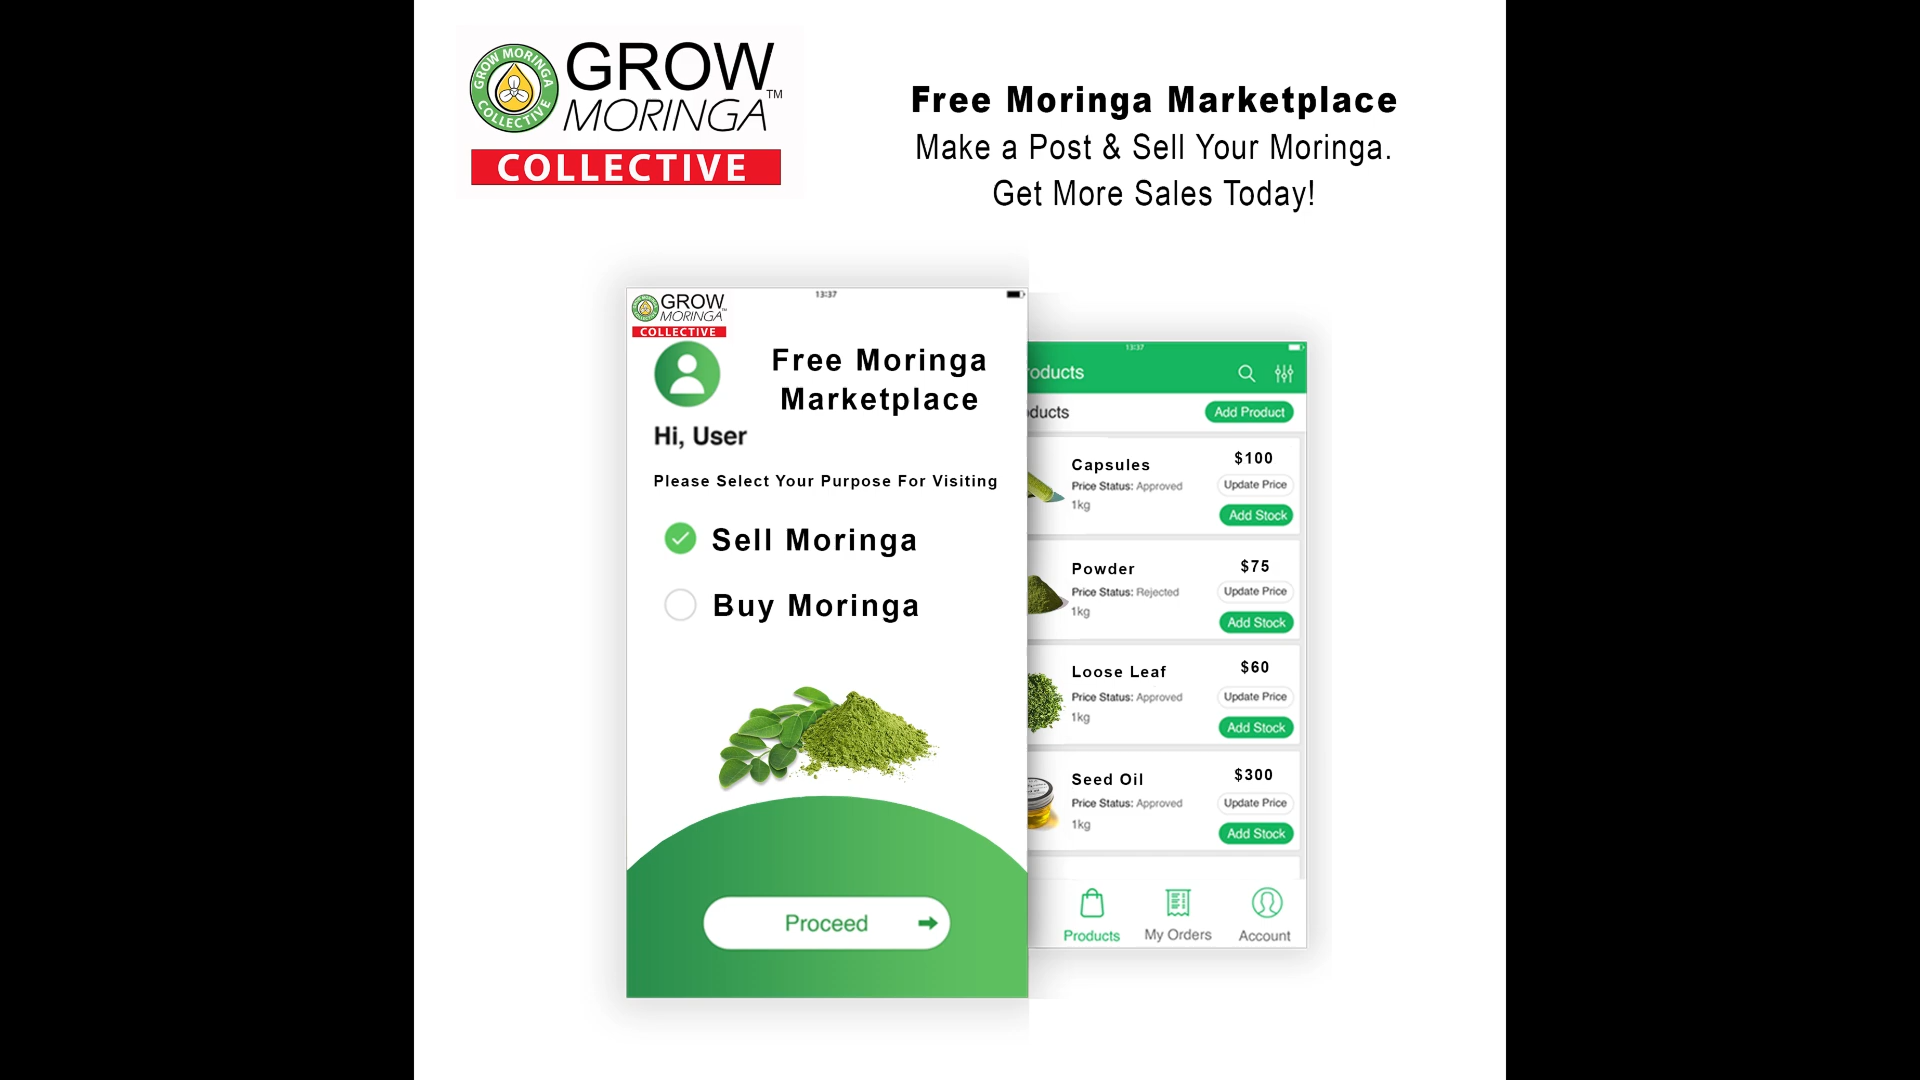 GROW MORINGA
COLLECTIVE
GROW
MORINGA™
COLLECTIVE
Free Moringa Marketplace
Make a Post & Sell Your Moringa.
Get More Sales Today!
13:37
GROW
MORINGA
COLLECTIVE
Free Moringa
Marketplace
Hi, User
Please Select Your Purpose For Visiting
Sell Moringa
Buy Moringa
Proceed
13:37
roducts
ducts
Add Product
Capsules
$100
Price Status: Approved
Update Price
1kg
Add Stock
Powder
$75
Price Status: Rejected
Update Price
1kg
Add Stock
Loose Leaf
$60
Price Status: Approved
Update Price
1kg
Add Stock
Seed Oil
$300
Price Status: Approved
Update Price
1kg
Add Stock
Products
My Orders
Account